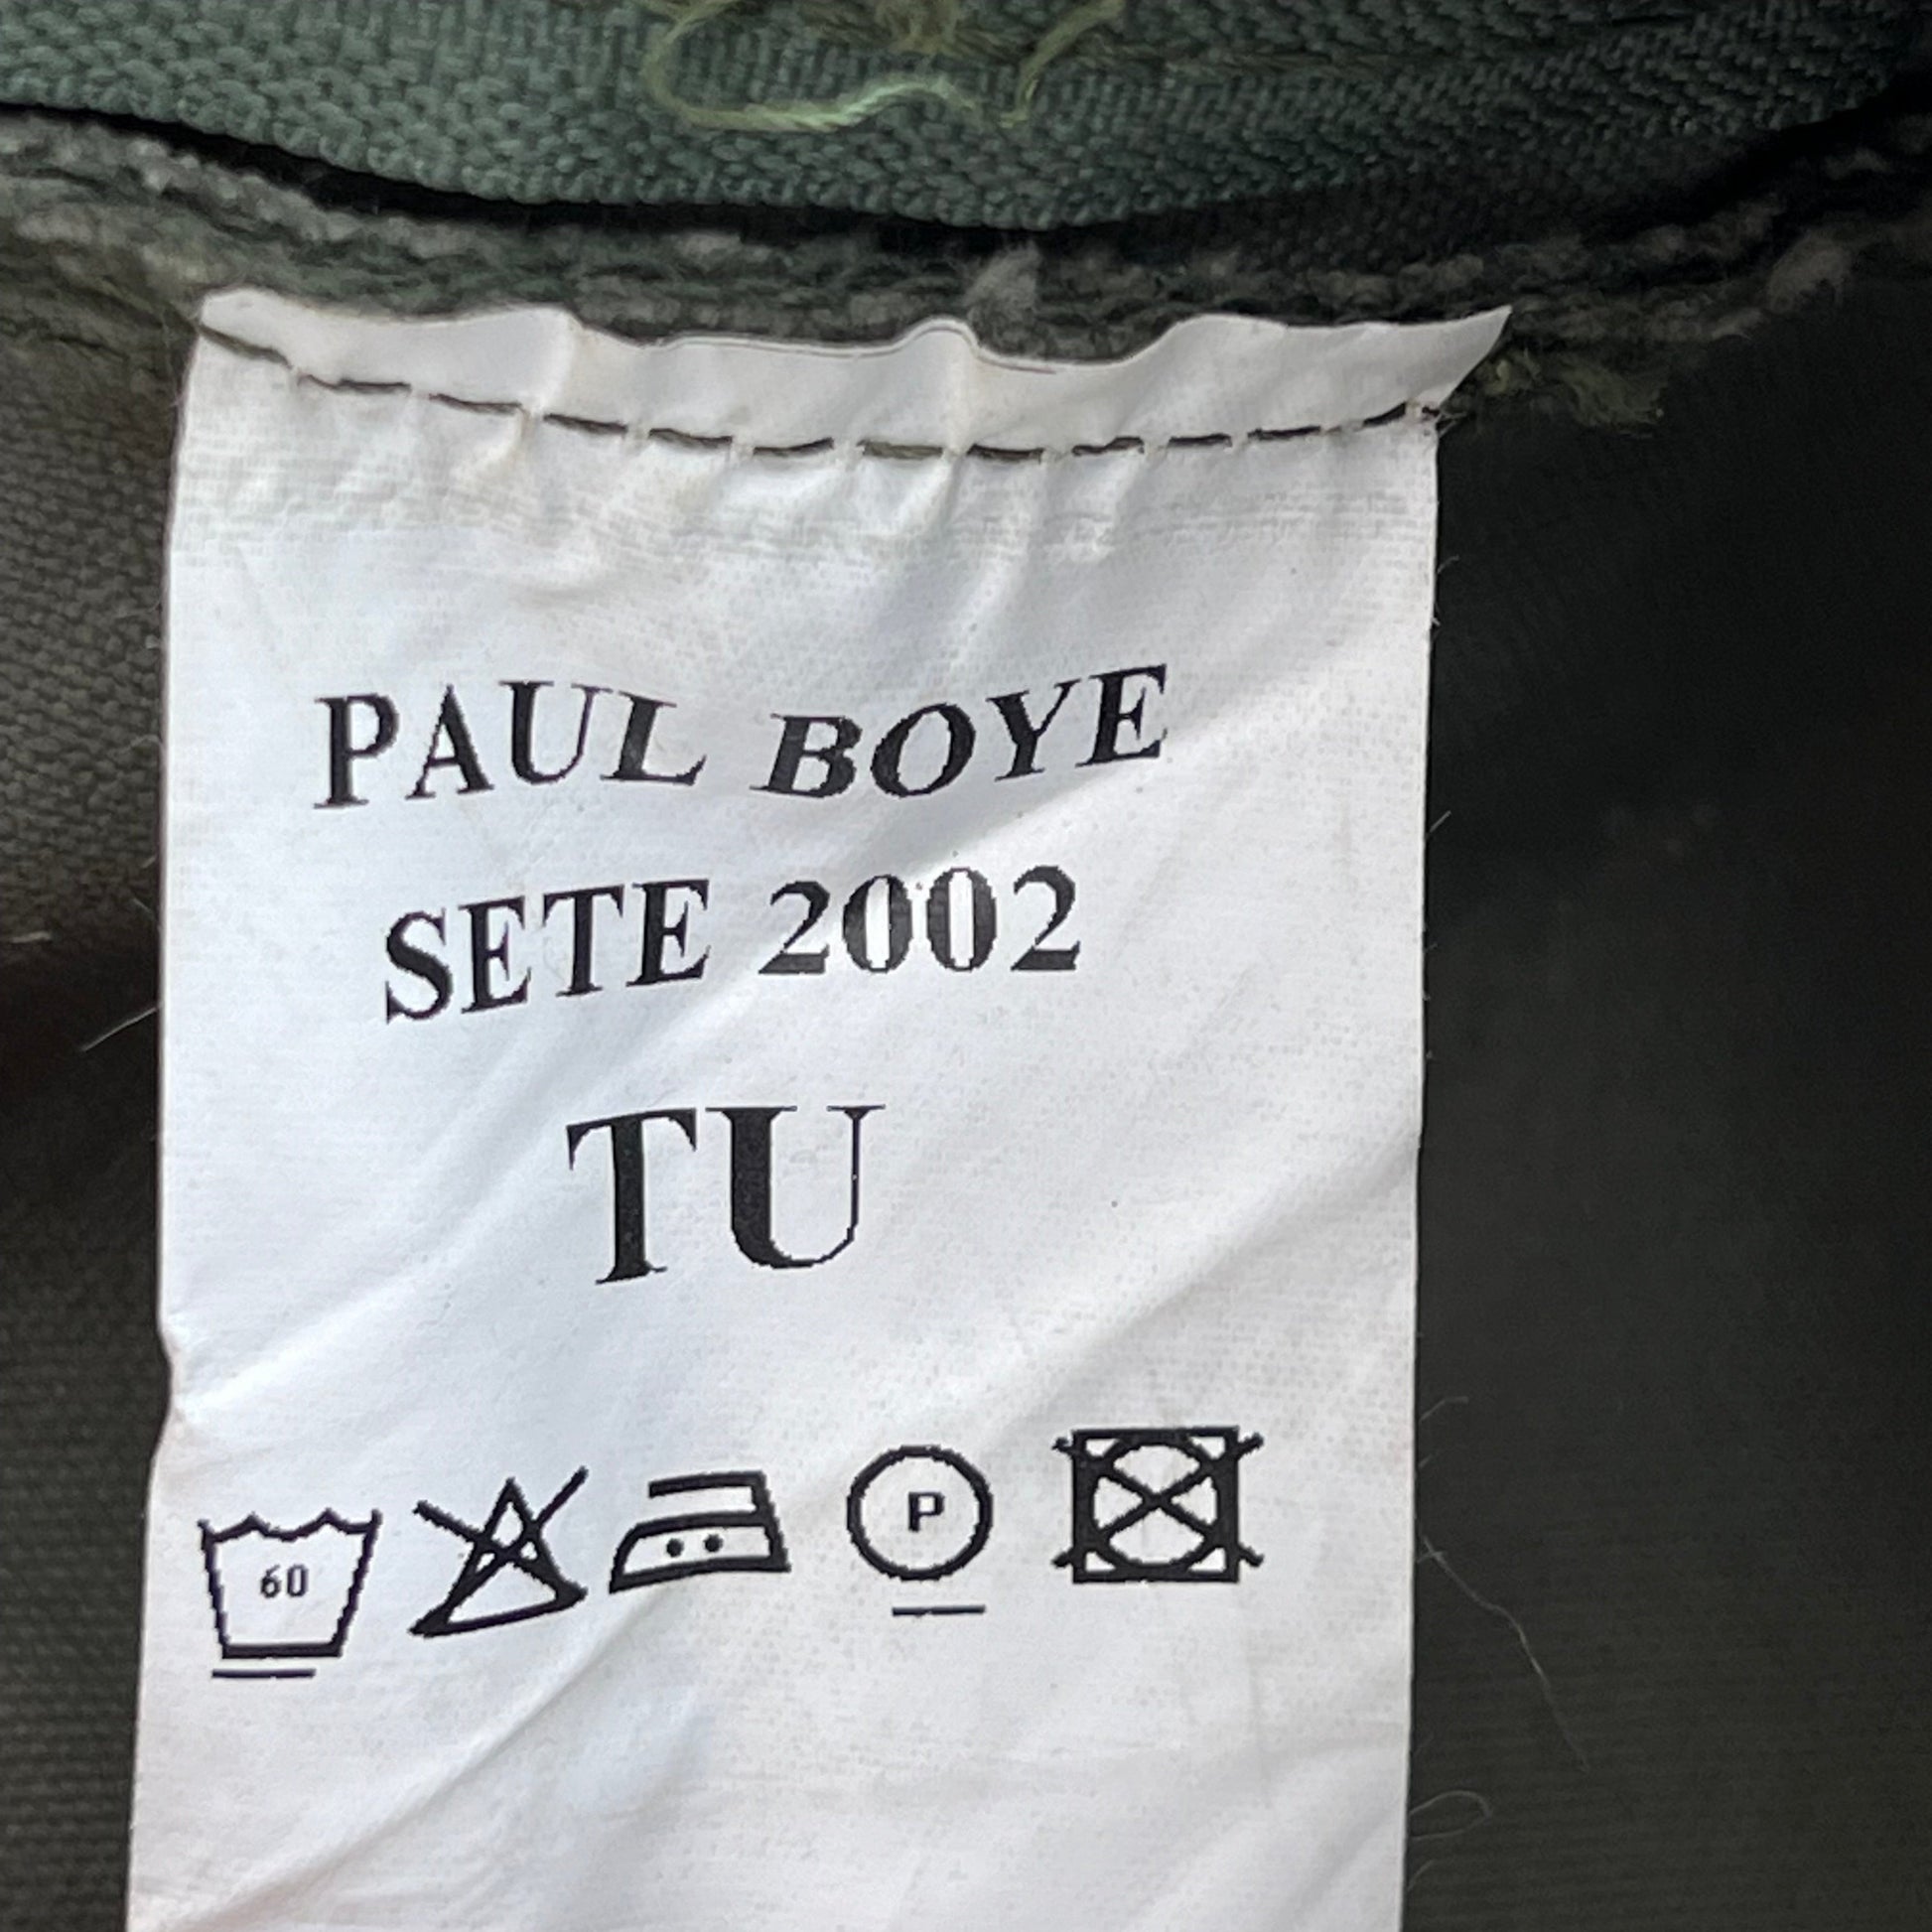 PAUL BOYE
SETE 2002
TU
60 P